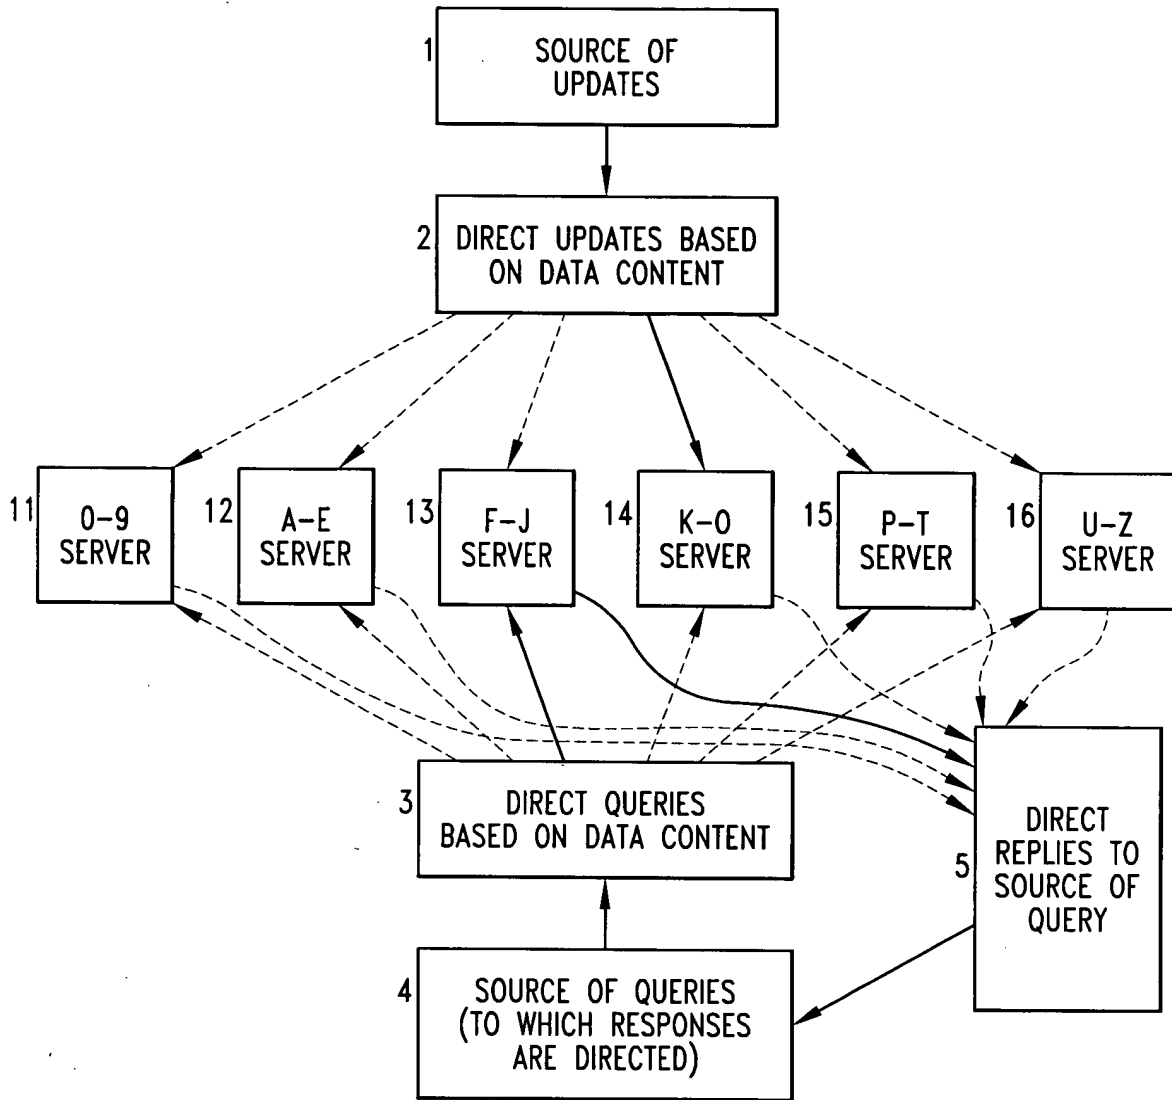 1
SOURCE OF
UPDATES
2
DIRECT UPDATES BASED
ON DATA CONTENT
11
0-9
SERVER
12
A-E
SERVER
13
F-J
SERVER
14
K-O
SERVER
15
P-T
SERVER
16
U-Z
SERVER
3
DIRECT QUERIES
BASED ON DATA CONTENT
5
DIRECT
REPLIES TO
SOURCE OF
QUERY
4
SOURCE OF QUERIES
(TO WHICH RESPONSES
ARE DIRECTED)